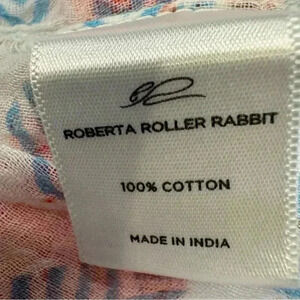 ROBERTA ROLLER RABBIT
100% COTTON
MADE IN INDIA